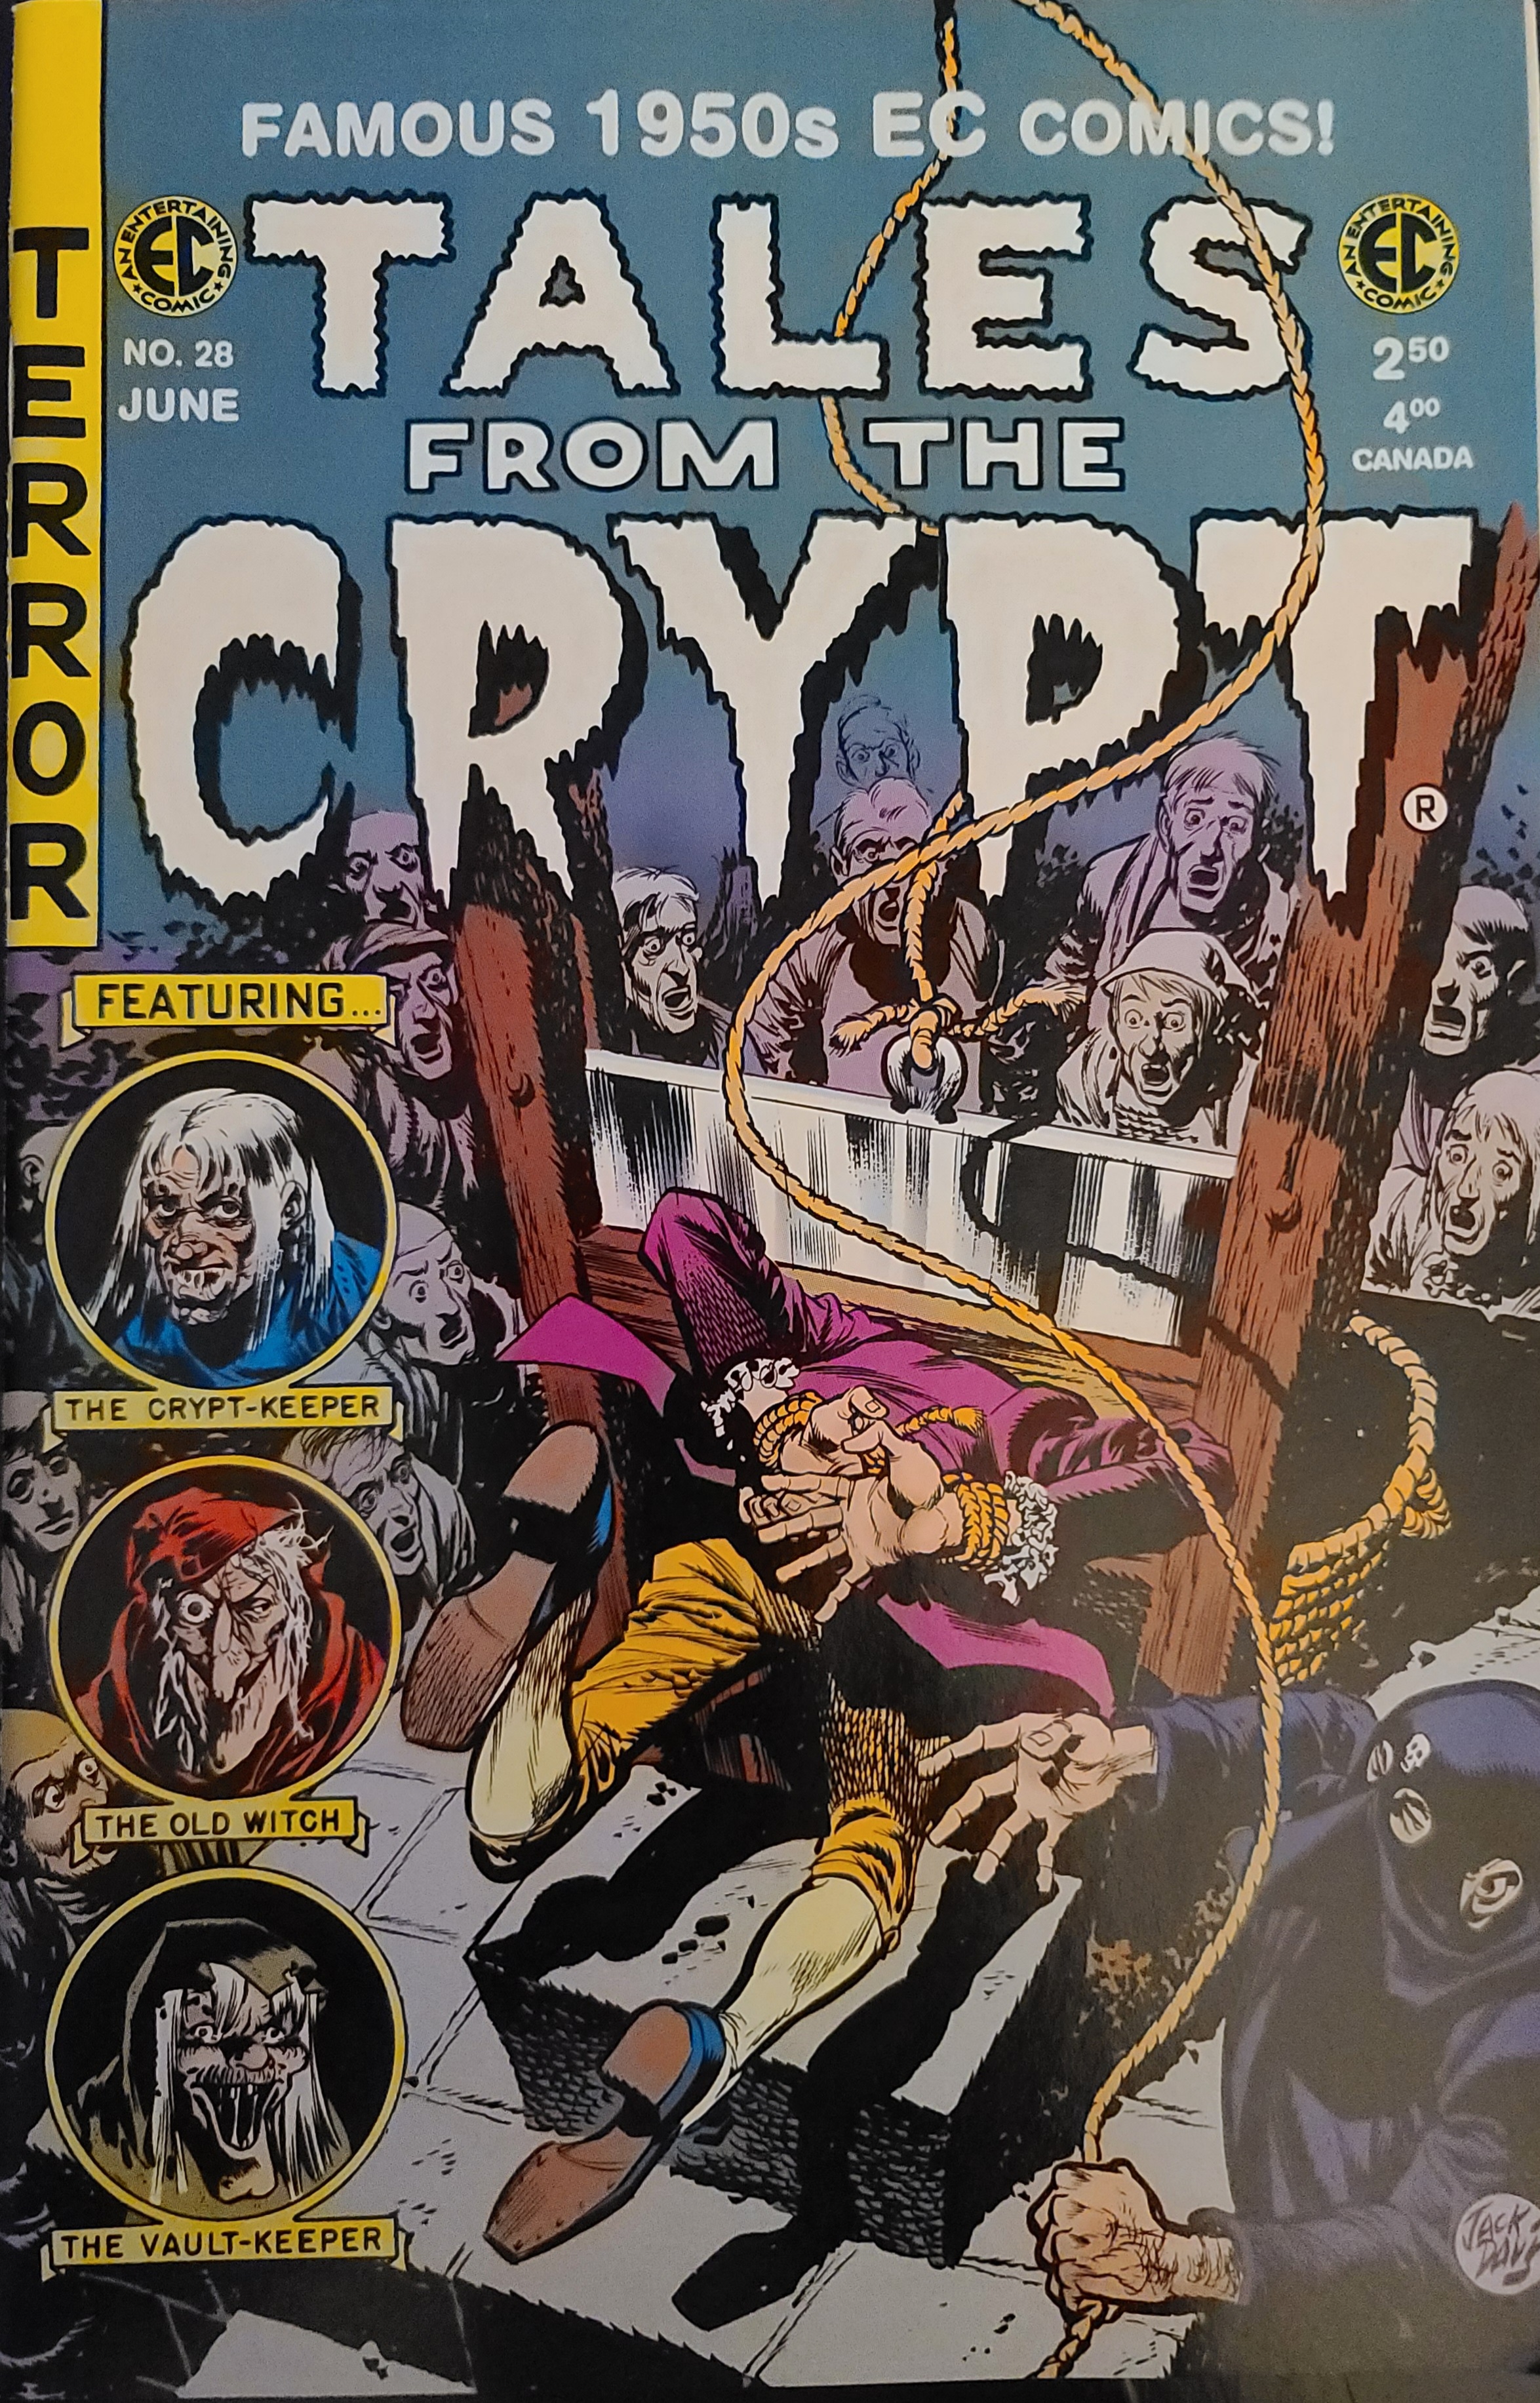 FAMOUS 1950s EC COMICS!
TERROR
AN ENTERTAINING
EC
COMIC
NO. 28
JUNE
TALES
FROM THE
CRYPT
®
AN ENTERTAINING
EC
COMIC
2 50
4 00
CANADA
FEATURING...
THE CRYPT-KEEPER
THE OLD WITCH
THE VAULT-KEEPER
JACK